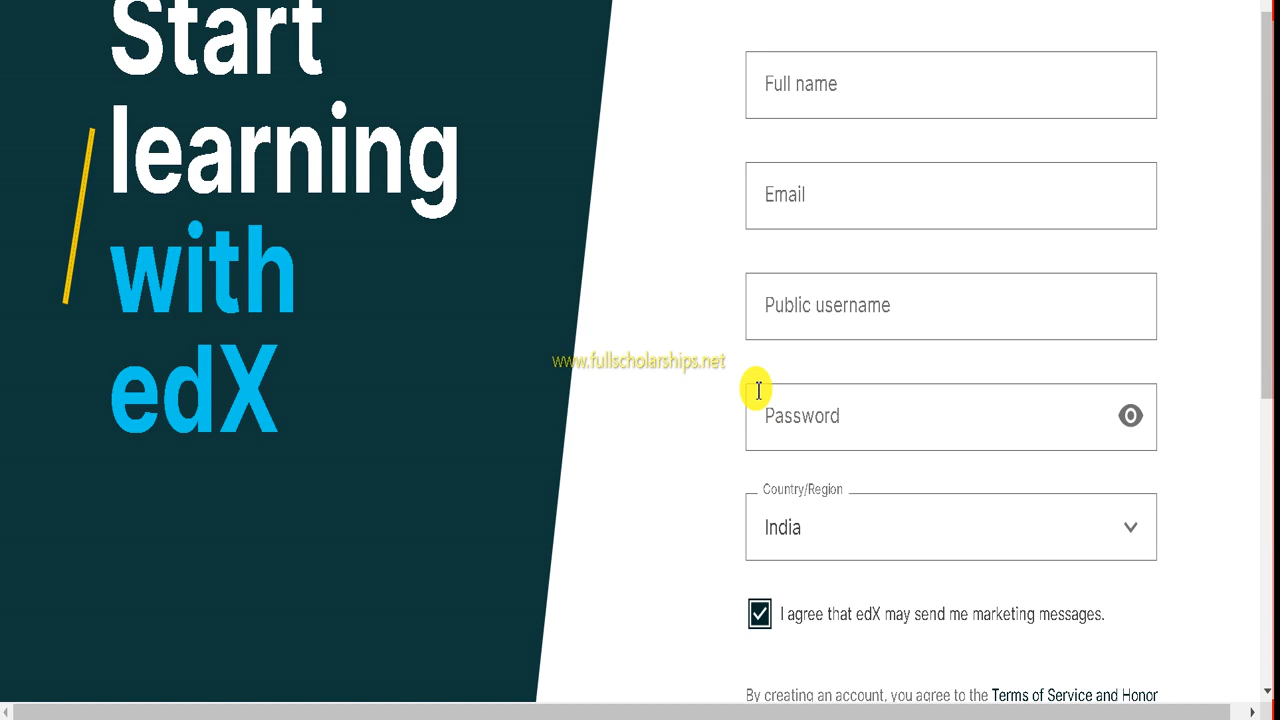 Start
learning
with
edX
Full name
Email
Public username
www.fullscholarships.net
Password
Country/Region
India
I agree that edX may send me marketing messages.
By creating an account, you agree to the Terms of Service and Honor